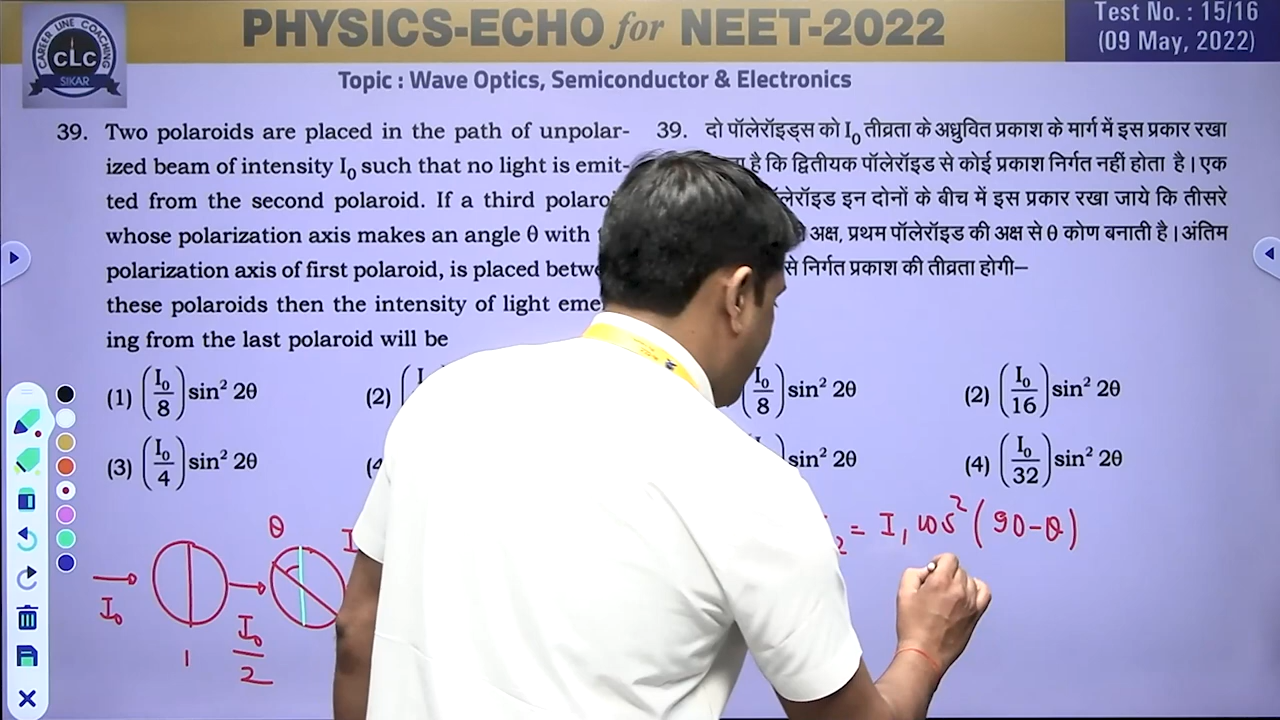 PHYSICS-ECHO for NEET-2022
Test No. : 15/16
(09 May, 2022)
CAREER LINE COACHING
CLC
SIKAR
Topic : Wave Optics, Semiconductor & Electronics
39. Two polaroids are placed in the path of unpolar-
ized beam of intensity I₀ such that no light is emit-
ted from the second polaroid. If a third
whose polarization axis makes an angle θ with
polarization axis of first polaroid, is placed
these polaroids then the intensity of light
ing from the last polaroid will be
(1) (I₀/8) sin² 2θ
(2)
(3) (I₀/4) sin² 2θ
39. दो पॉलेरॉइड्स को I₀ तीव्रता के अध्रुवित प्रकाश के मार्ग में इस प्रकार रखा
है कि द्वितीयक पॉलेरॉइड से कोई प्रकाश निर्गत नहीं होता है। एक
इन दोनों के बीच में इस प्रकार रखा जाये कि तीसरे
अक्ष, प्रथम पॉलेरॉइड की अक्ष से θ कोण बनाती है। अंतिम
से निर्गत प्रकाश की तीव्रता होगी–
(I₀/8) sin² 2θ
(2) (I₀/16) sin² 2θ
sin² 2θ
(4) (I₀/32) sin² 2θ
I₀
1
I₀/2
θ
₂ = I₁ cos² (90-θ)